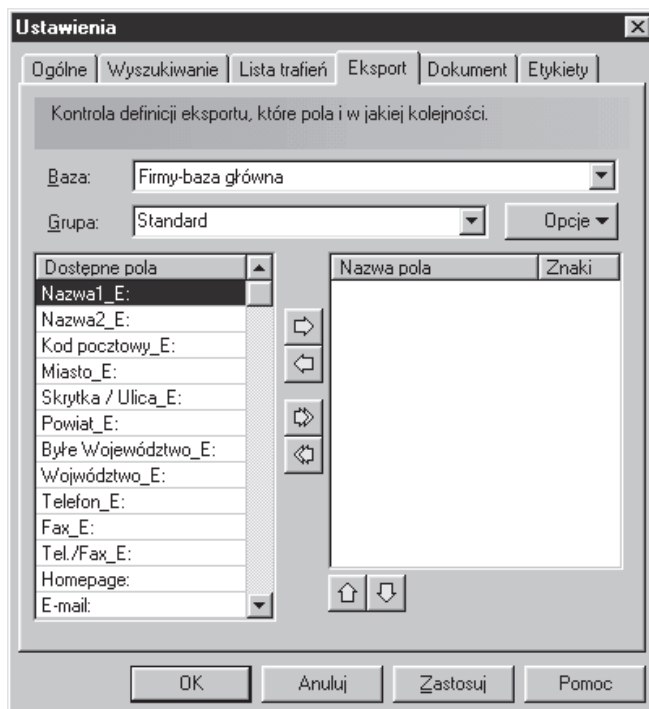 Ustawienia
Ogólne Wyszukiwanie Lista trafień Eksport Dokument Etykiety
Kontrola definicji eksportu, które pola i w jakiej kolejności.
Baza: Firmy-baza główna
Grupa: Standard Opcje
Dostępne pola Nazwa pola Znaki
Nazwa1_E:
Nazwa2_E:
Kod pocztowy_E:
Miasto_E:
Skrytka / Ulica_E:
Powiat_E:
Byłe Województwo_E:
Wojwództwo_E:
Telefon_E:
Fax_E:
Tel./Fax_E:
Homepage:
E-mail:
OK Anuluj Zastosuj Pomoc